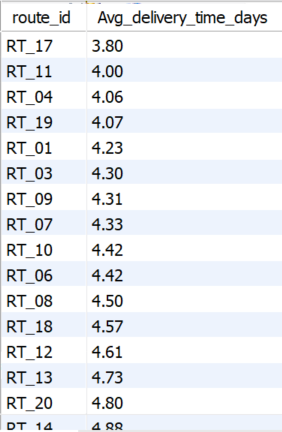 route_id Avg_delivery_time_days
RT_17 3.80
RT_11 4.00
RT_04 4.06
RT_19 4.07
RT_01 4.23
RT_03 4.30
RT_09 4.31
RT_07 4.33
RT_10 4.42
RT_06 4.42
RT_08 4.50
RT_18 4.57
RT_12 4.61
RT_13 4.73
RT_20 4.80
RT_14 4.88